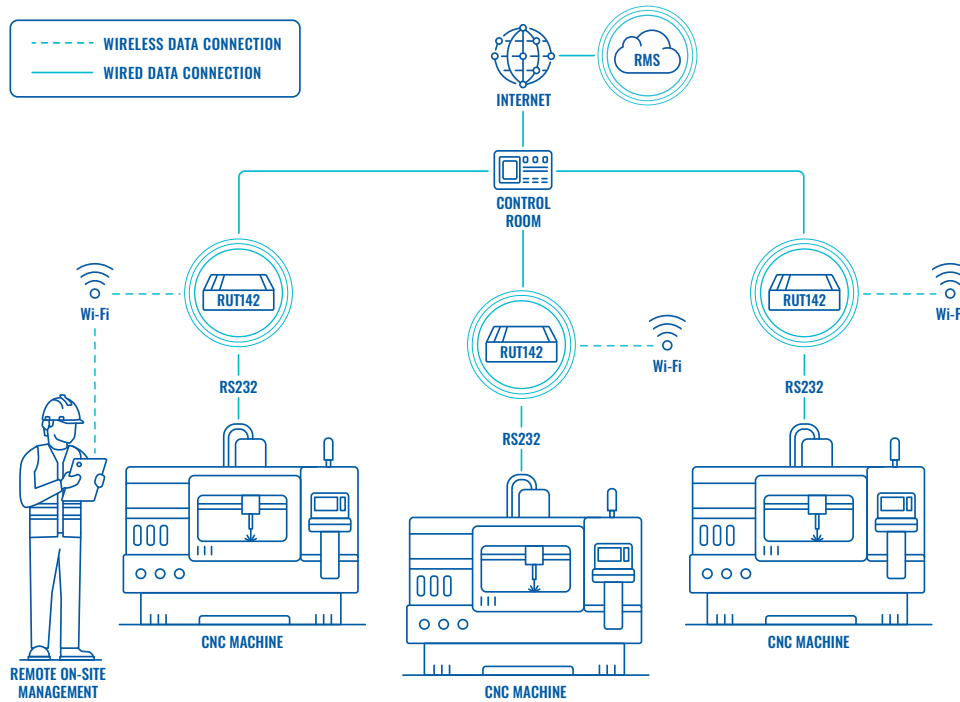 WIRELESS DATA CONNECTION
WIRED DATA CONNECTION
RMS
INTERNET
CONTROL
ROOM
RUT142
Wi-Fi
RS232
CNC MACHINE
REMOTE ON-SITE
MANAGEMENT
RUT142
Wi-Fi
RS232
CNC MACHINE
RUT142
Wi-F
RS232
CNC MACHINE